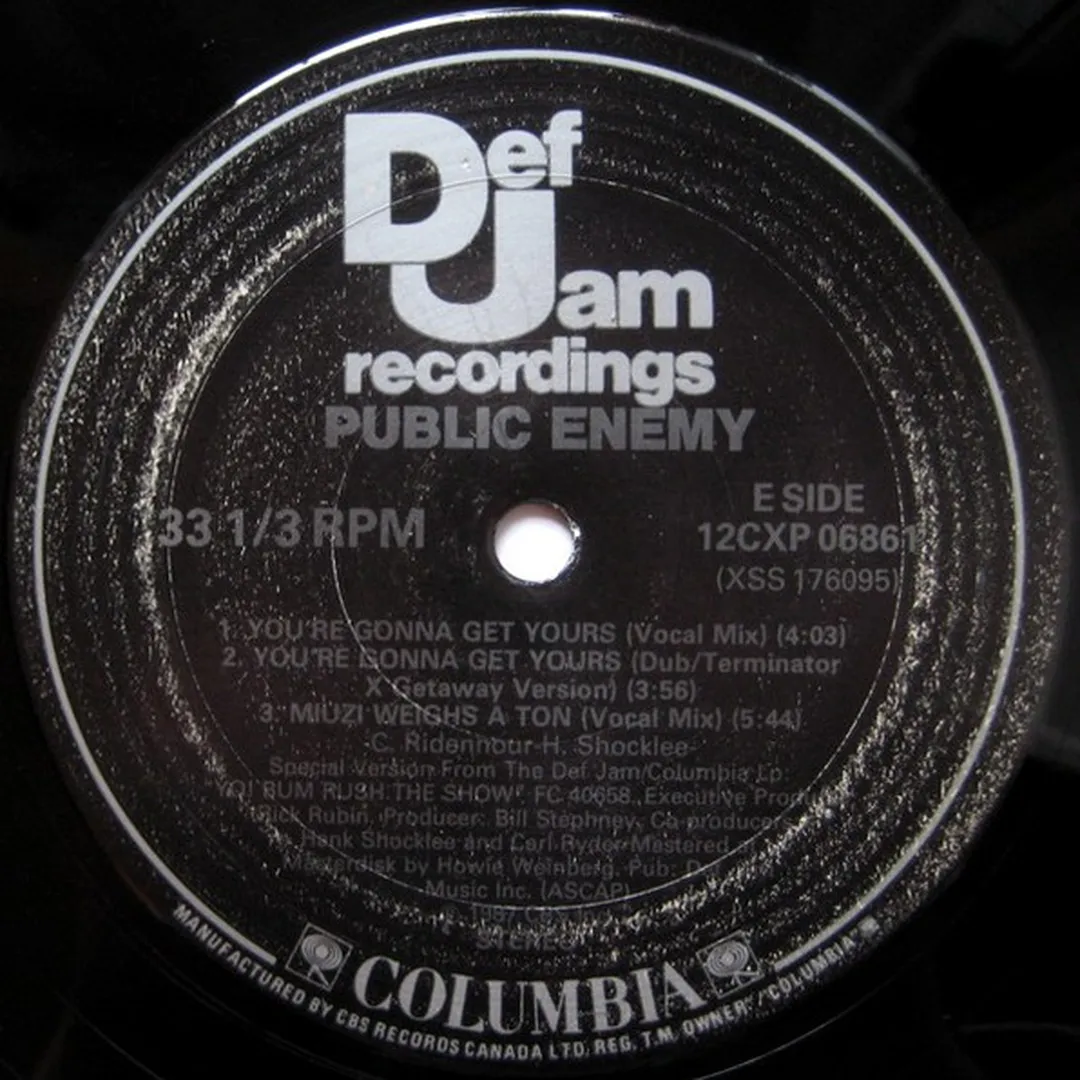 Def
Jam
recordings
PUBLIC ENEMY
33 1/3 RPM
E SIDE
12CXP 06861
(XSS 176095)
1. YOU'RE GONNA GET YOURS (Vocal Mix) (4:03)
2. YOU'RE GONNA GET YOURS (Dub/Terminator
X Getaway Version) (3:56)
3. MIUZI WEIGHS A TON (Vocal Mix) (5:44)
-C. Ridenhour-H. Shocklee-
Special Version From The Def Jam/Columbia Lp:
YO! BUM RUSH THE SHOW" FC 40658. Executive
Rick Rubin, Producer: Bill Stephney, Co-producers
Hank Shocklee and Carl Ryder-Mastered
Masterdisk by Howie Weinberg, Pub:
Music Inc. (ASCAP)
1987 CBS
STEREO
COLUMBIA
MANUFACTURED BY CBS RECORDS CANADA LTD. REG. T.M. OWNER / "COLUMBIA"